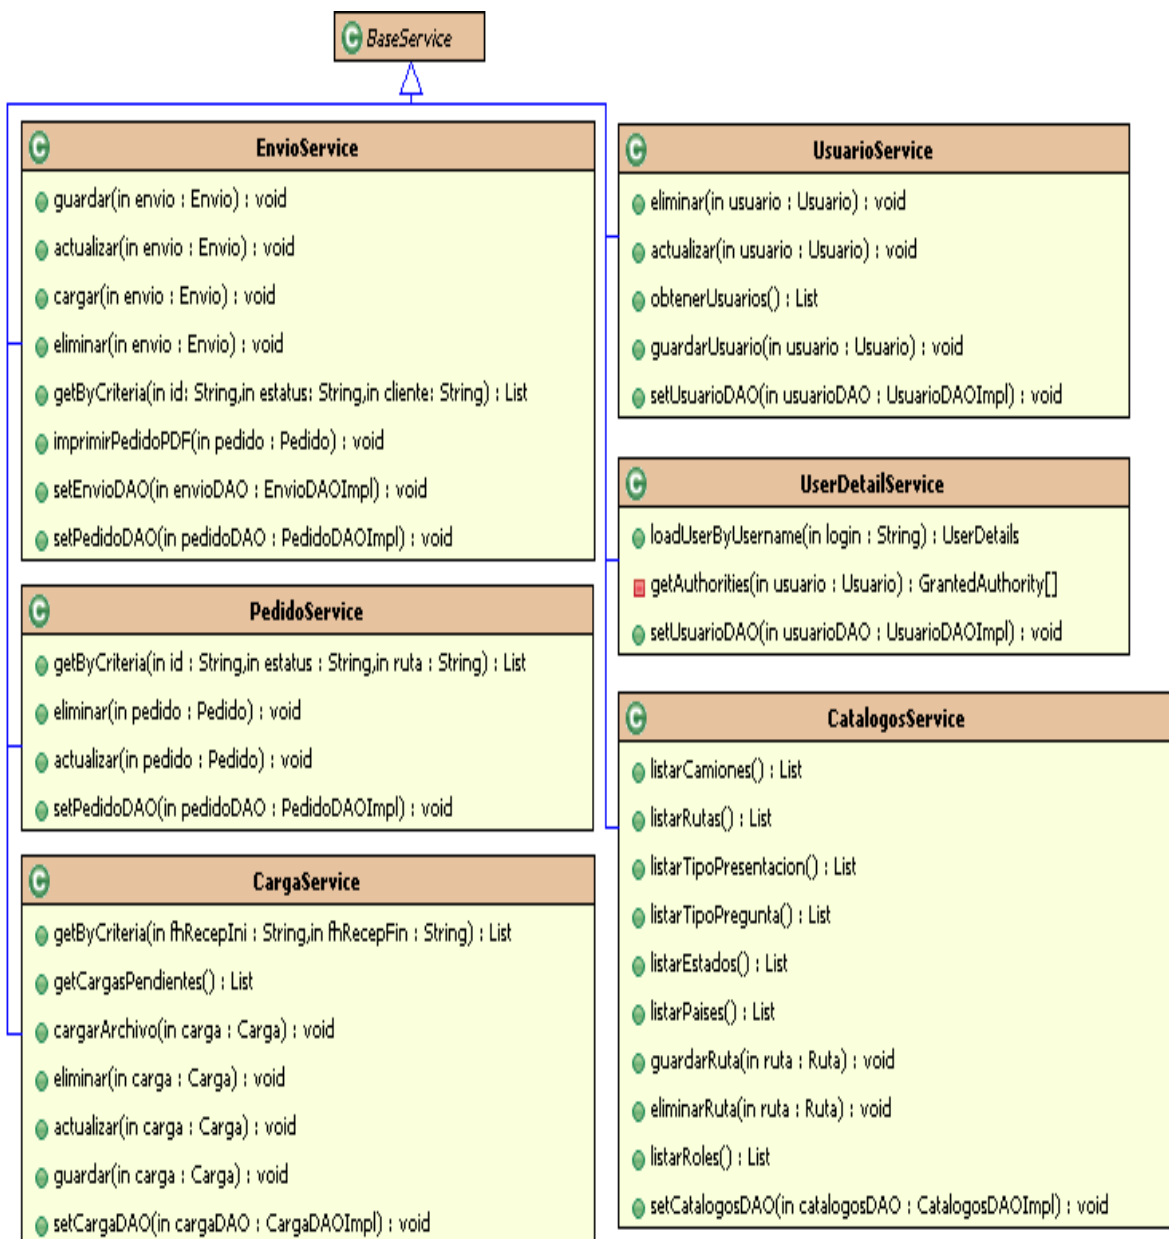 BaseService
EnvioService
guardar(in envio : Envio) : void
actualizar(in envio : Envio) : void
cargar(in envio : Envio) : void
eliminar(in envio : Envio) : void
getByCriteria(in id: String,in estatus: String,in cliente: String) : List
imprimirPedidoPDF(in pedido : Pedido) : void
setEnvioDAO(in envioDAO : EnvioDAOImpl) : void
setPedidoDAO(in pedidoDAO : PedidoDAOImpl) : void
PedidoService
getByCriteria(in id : String,in estatus : String,in ruta : String) : List
eliminar(in pedido : Pedido) : void
actualizar(in pedido : Pedido) : void
setPedidoDAO(in pedidoDAO : PedidoDAOImpl) : void
CargaService
getByCriteria(in fhRecepIni : String,in fhRecepFin : String) : List
getCargasPendientes() : List
cargarArchivo(in carga : Carga) : void
eliminar(in carga : Carga) : void
actualizar(in carga : Carga) : void
guardar(in carga : Carga) : void
setCargaDAO(in cargaDAO : CargaDAOImpl) : void
UsuarioService
eliminar(in usuario : Usuario) : void
actualizar(in usuario : Usuario) : void
obtenerUsuarios() : List
guardarUsuario(in usuario : Usuario) : void
setUsuarioDAO(in usuarioDAO : UsuarioDAOImpl) : void
UserDetailService
loadUserByUsername(in login : String) : UserDetails
getAuthorities(in usuario : Usuario) : GrantedAuthority[]
setUsuarioDAO(in usuarioDAO : UsuarioDAOImpl) : void
CatalogosService
listarCamiones() : List
listarRutas() : List
listarTipoPresentacion() : List
listarTipoPregunta() : List
listarEstados() : List
listarPaises() : List
guardarRuta(in ruta : Ruta) : void
eliminarRuta(in ruta : Ruta) : void
listarRoles() : List
setCatalogosDAO(in catalogosDAO : CatalogosDAOImpl) : void